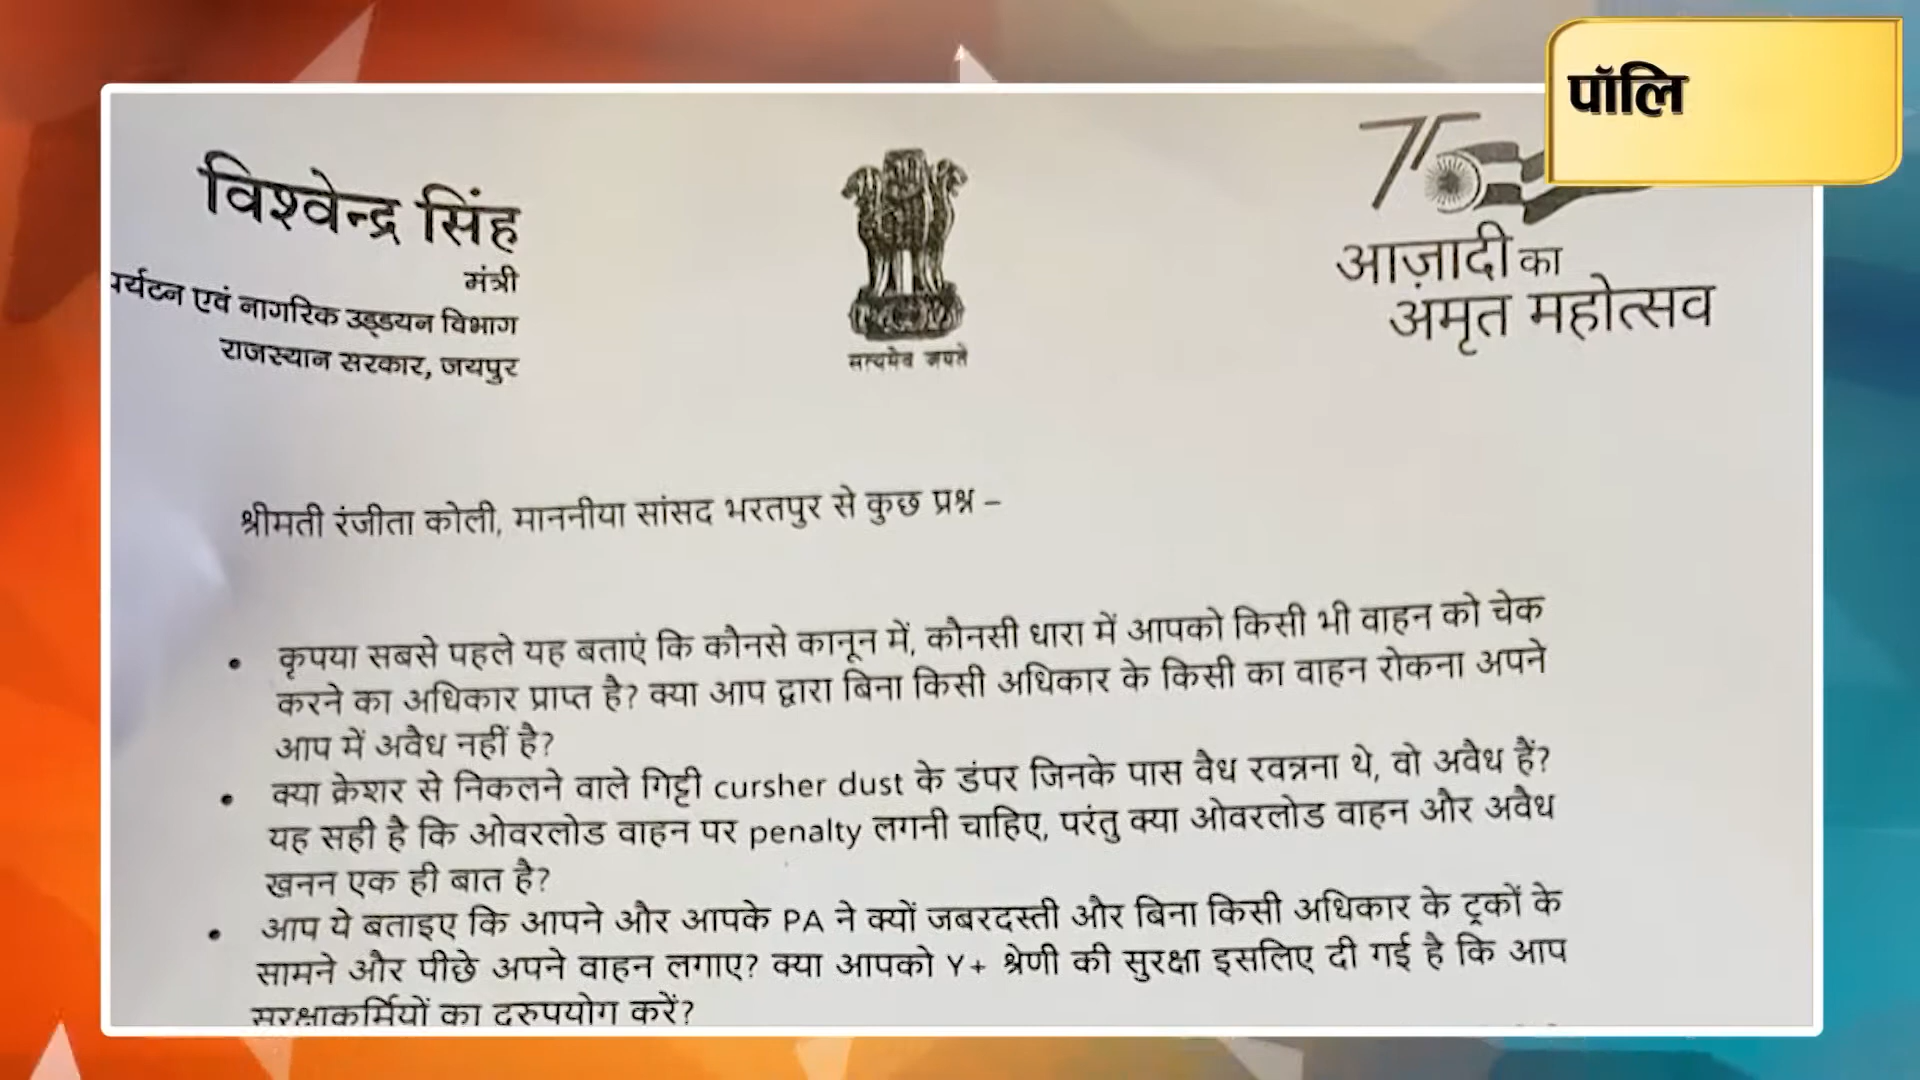 पॉलि
विश्वेन्द्र सिंह
मंत्री
पर्यटन एवं नागरिक उड्डयन विभाग
राजस्थान सरकार, जयपुर
सत्यमेव जयते
75
आज़ादी का
अमृत महोत्सव
श्रीमती रंजीता कोली, माननीया सांसद भरतपुर से कुछ प्रश्न –
• कृपया सबसे पहले यह बताएं कि कौनसे कानून में, कौनसी धारा में आपको किसी भी वाहन को चेक
करने का अधिकार प्राप्त है? क्या आप द्वारा बिना किसी अधिकार के किसी का वाहन रोकना अपने
आप में अवैध नहीं है?
• क्या क्रेशर से निकलने वाले गिट्टी cursher dust के डंपर जिनके पास वैध रवन्नना थे, वो अवैध हैं?
यह सही है कि ओवरलोड वाहन पर penalty लगनी चाहिए, परंतु क्या ओवरलोड वाहन और अवैध
खनन एक ही बात है?
• आप ये बताइए कि आपने और आपके PA ने क्यों जबरदस्ती और बिना किसी अधिकार के ट्रकों के
सामने और पीछे अपने वाहन लगाए? क्या आपको Y+ श्रेणी की सुरक्षा इसलिए दी गई है कि आप
सुरक्षाकर्मियों का दुरुपयोग करें?